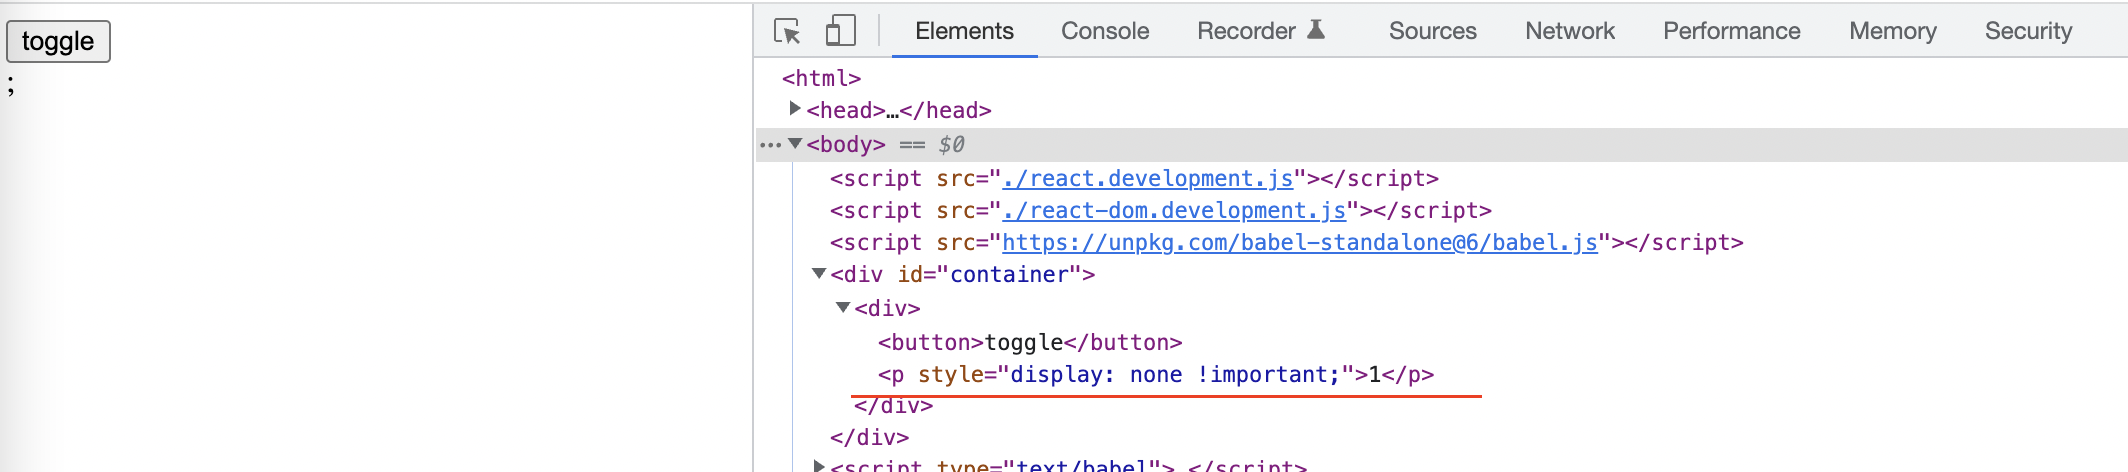 toggle
;
Elements Console Recorder Sources Network Performance Memory Security
<html>
<head>…</head>
<body> == $0
<script src="./react.development.js"></script>
<script src="./react-dom.development.js"></script>
<script src="https://unpkg.com/babel-standalone@6/babel.js"></script>
<div id="container">
<div>
<button>toggle</button>
<p style="display: none !important;">1</p>
</div>
</div>
<script type="text/babel"> </script>